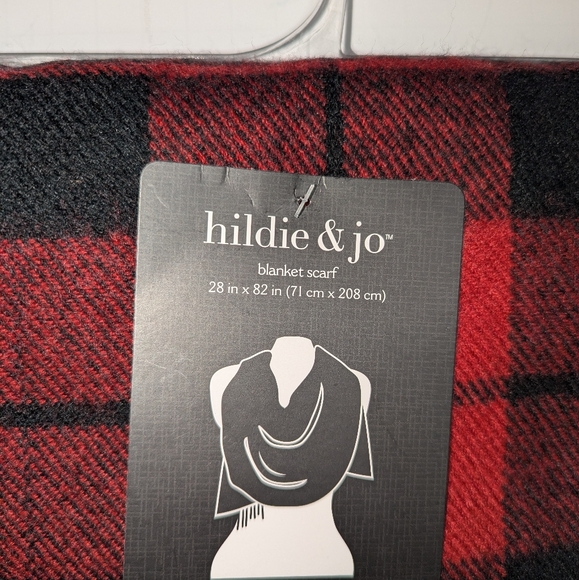 hildie & jo™
blanket scarf
28 in x 82 in (71 cm x 208 cm)